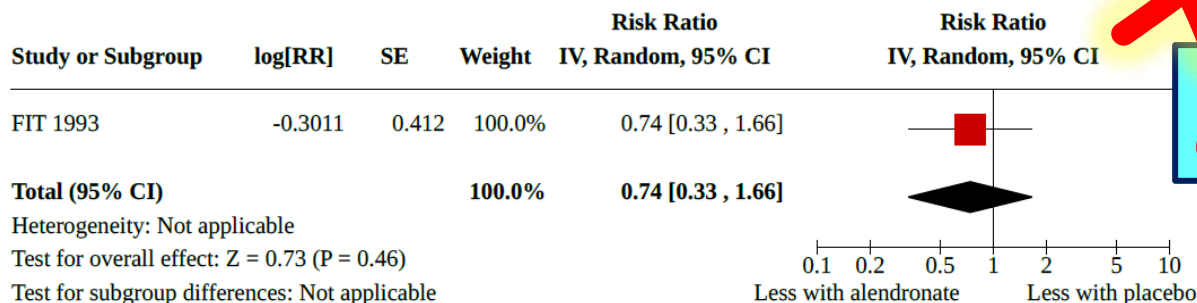 Risk Ratio Risk Ratio
Study or Subgroup log[RR] SE Weight IV, Random, 95% CI IV, Random, 95% CI
FIT 1993 -0.3011 0.412 100.0% 0.74 [0.33 , 1.66]
Total (95% CI) 100.0% 0.74 [0.33 , 1.66]
Heterogeneity: Not applicable
Test for overall effect: Z = 0.73 (P = 0.46)
0.1 0.2 0.5 1 2 5 10
Test for subgroup differences: Not applicable Less with alendronate Less with placebo